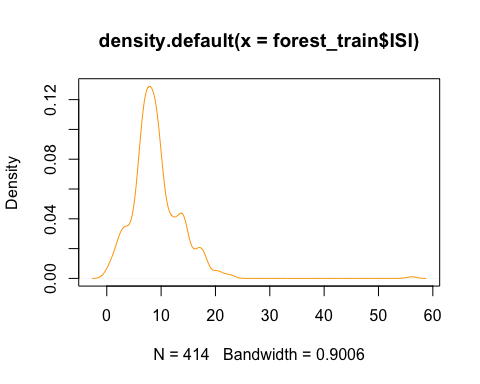 density.default(x = forest_train$ISI)
Density
0.12
0.08
0.04
0.00
0 10 20 30 40 50 60
N = 414 Bandwidth = 0.9006